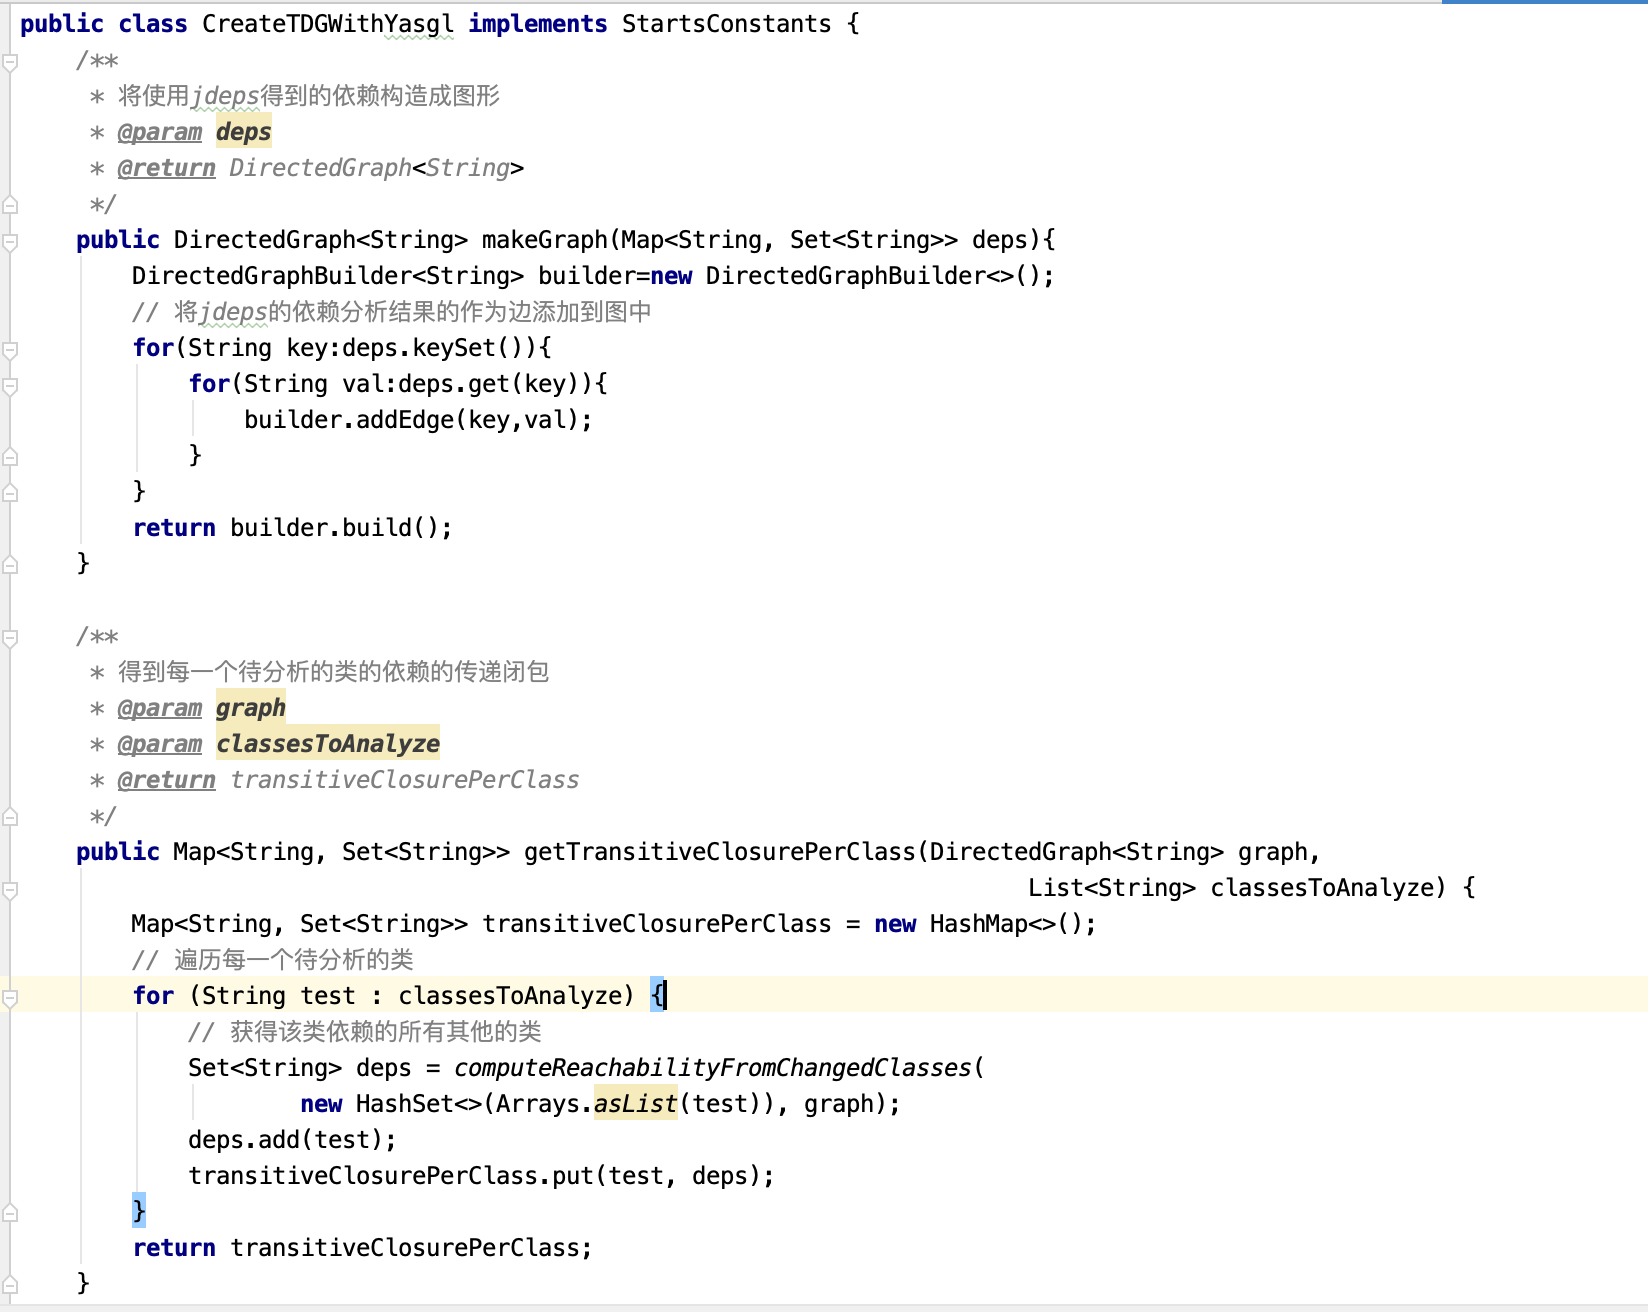 public class CreateTDGWithYasgl implements StartsConstants {
    /**
     * 将使用jdeps得到的依赖构造成图形
     * @param deps
     * @return DirectedGraph<String>
     */
    public DirectedGraph<String> makeGraph(Map<String, Set<String>> deps){
        DirectedGraphBuilder<String> builder=new DirectedGraphBuilder<>();
        // 将jdeps的依赖分析结果的作为边添加到图中
        for(String key:deps.keySet()){
            for(String val:deps.get(key)){
                builder.addEdge(key,val);
            }
        }
        return builder.build();
    }

    /**
     * 得到每一个待分析的类的依赖的传递闭包
     * @param graph
     * @param classesToAnalyze
     * @return transitiveClosurePerClass
     */
    public Map<String, Set<String>> getTransitiveClosurePerClass(DirectedGraph<String> graph,
                                                                 List<String> classesToAnalyze) {
        Map<String, Set<String>> transitiveClosurePerClass = new HashMap<>();
        // 遍历每一个待分析的类
        for (String test : classesToAnalyze) {
            // 获得该类依赖的所有其他的类
            Set<String> deps = computeReachabilityFromChangedClasses(
                    new HashSet<>(Arrays.asList(test)), graph);
            deps.add(test);
            transitiveClosurePerClass.put(test, deps);
        }
        return transitiveClosurePerClass;
    }